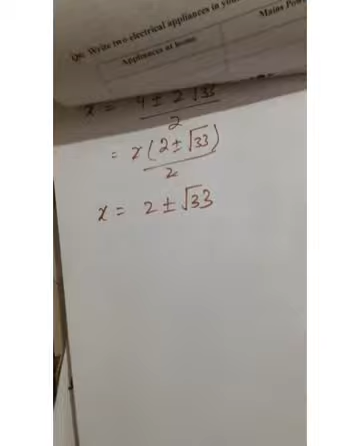 Q6: Write two electrical appliances in your
Appliances at home
Mains Pow
x = 4 ± 2√33 / 2
= 2(2 ± √33) / 2
x = 2 ± √33